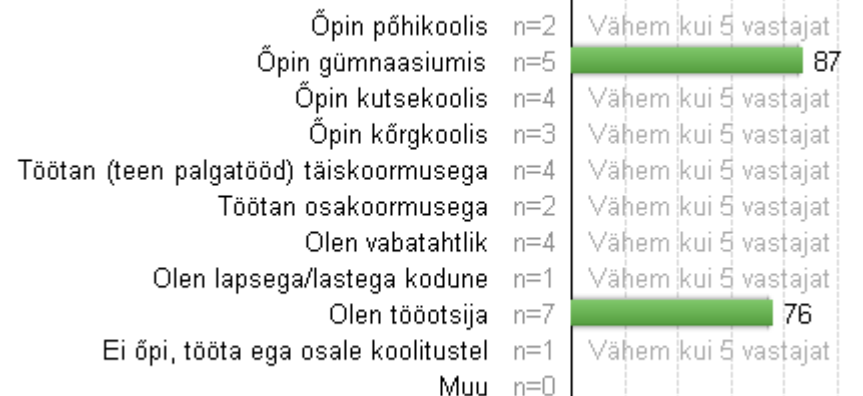 Õpin põhikoolis n=2 Vähem kui 5 vastajat
Õpin gümnaasiumis n=5 87
Õpin kutsekoolis n=4 Vähem kui 5 vastajat
Õpin kõrgkoolis n=3 Vähem kui 5 vastajat
Töötan (teen palgatööd) täiskoormusega n=4 Vähem kui 5 vastajat
Töötan osakoormusega n=2 Vähem kui 5 vastajat
Olen vabatahtlik n=4 Vähem kui 5 vastajat
Olen lapsega/lastega kodune n=1 Vähem kui 5 vastajat
Olen tööotsija n=7 76
Ei õpi, tööta ega osale koolitustel n=1 Vähem kui 5 vastajat
Muu n=0